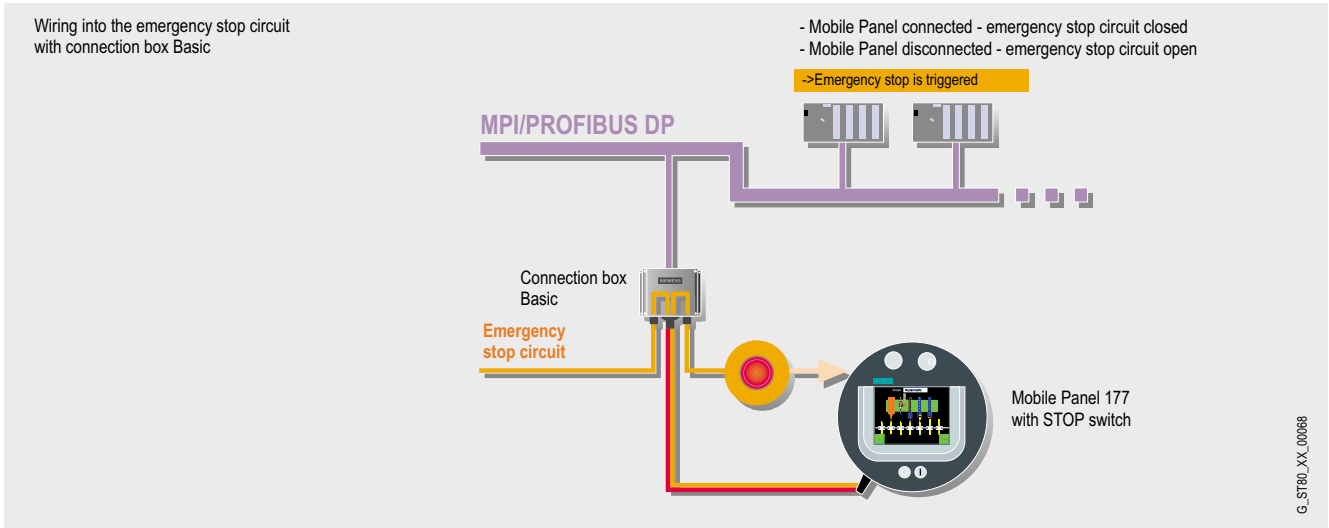 Wiring into the emergency stop circuit
with connection box Basic
- Mobile Panel connected - emergency stop circuit closed
- Mobile Panel disconnected - emergency stop circuit open
->Emergency stop is triggered
MPI/PROFIBUS DP
Connection box
Basic
SIEMENS
Emergency
stop circuit
Mobile Panel 177
with STOP switch
G_ST80_XX_00068